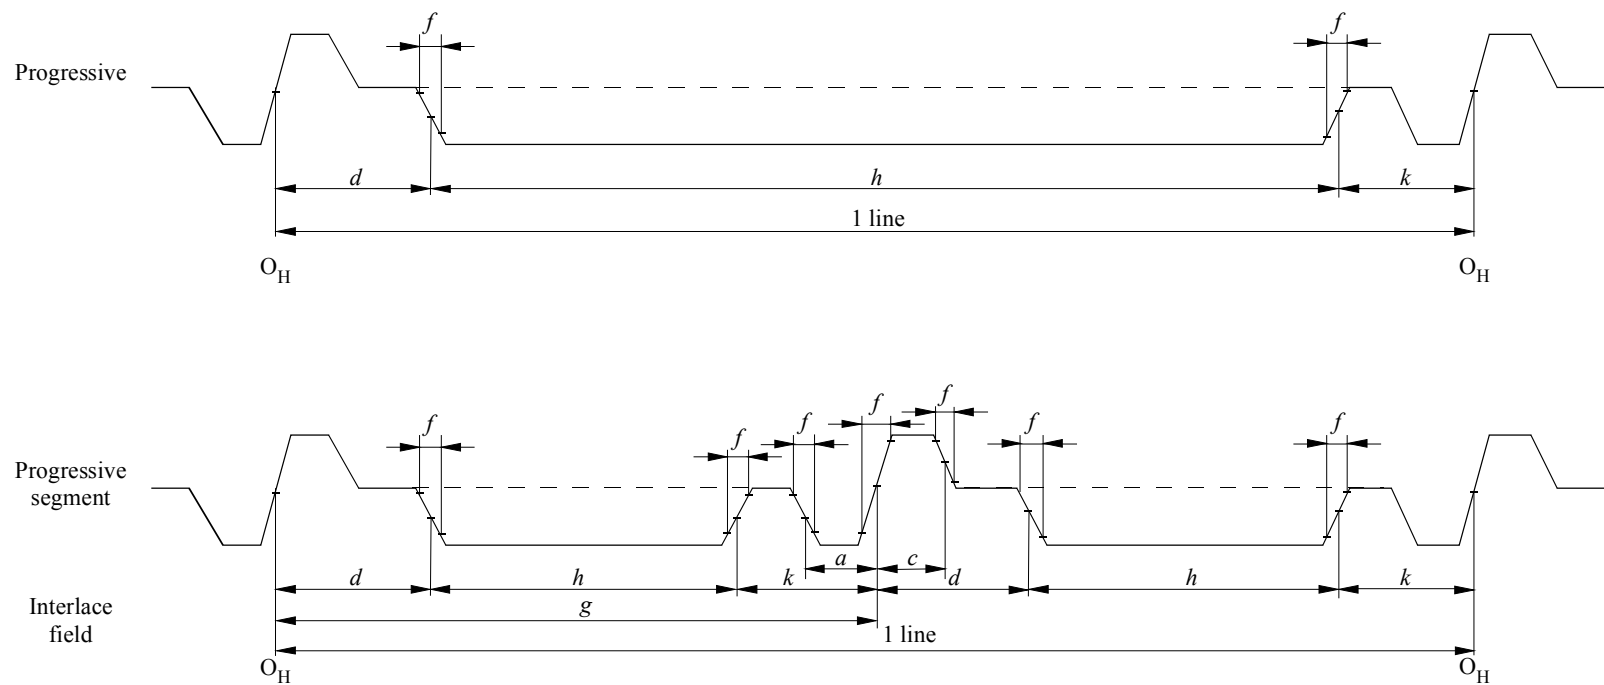 f
f
Progressive
d
h
k
1 line
O_H
O_H
f
f
f
f
f
f
f
Progressive
segment
a
c
d
h
k
d
h
k
Interlace
field
g
1 line
O_H
O_H